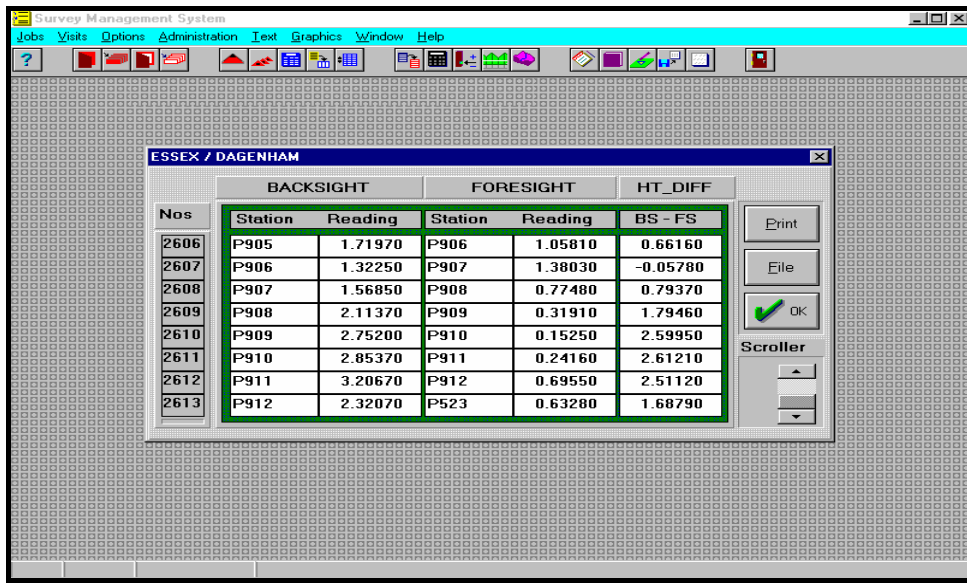 Survey Management System
Jobs Visits Options Administration Text Graphics Window Help
?
ESSEX / DAGENHAM
BACKSIGHT FORESIGHT HT_DIFF
Nos Station Reading Station Reading BS - FS Print
2606 P905 1.71970 P906 1.05810 0.66160
2607 P906 1.32250 P907 1.38030 -0.05780 File
2608 P907 1.56850 P908 0.77480 0.79370
2609 P908 2.11370 P909 0.31910 1.79460 OK
2610 P909 2.75200 P910 0.15250 2.59950
2611 P910 2.85370 P911 0.24160 2.61210 Scroller
2612 P911 3.20670 P912 0.69550 2.51120
2613 P912 2.32070 P523 0.63280 1.68790